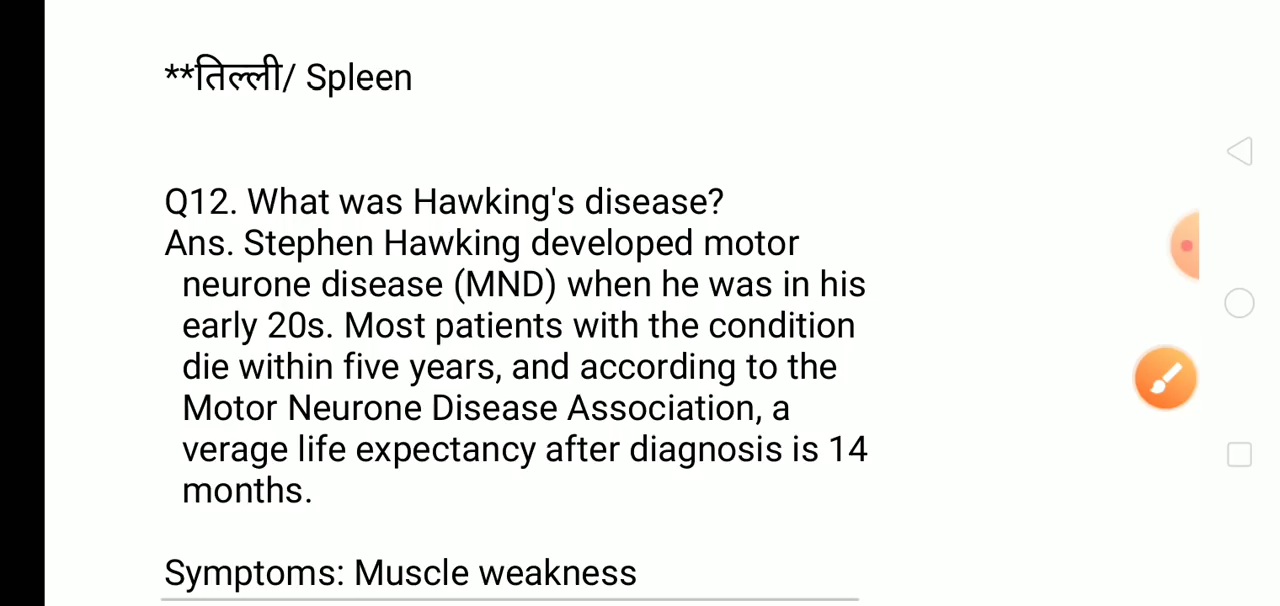 **तिल्ली/ Spleen
Q12. What was Hawking's disease?
Ans. Stephen Hawking developed motor
neurone disease (MND) when he was in his
early 20s. Most patients with the condition
die within five years, and according to the
Motor Neurone Disease Association, a
verage life expectancy after diagnosis is 14
months.
Symptoms: Muscle weakness